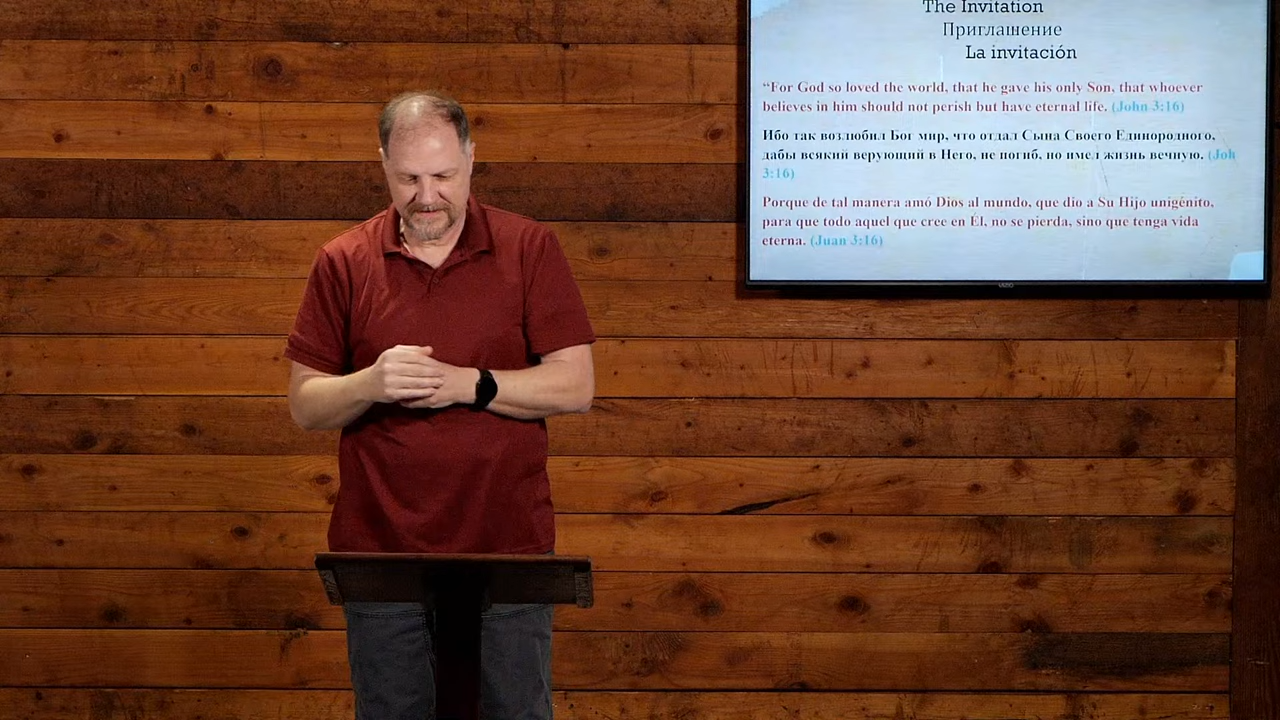 The Invitation
Приглашение
La invitación
“For God so loved the world, that he gave his only Son, that whoever
believes in him should not perish but have eternal life. (John 3:16)
Ибо так возлюбил Бог мир, что отдал Сына Своего Единородного,
дабы всякий верующий в Него, не погиб, но имел жизнь вечную. (Joh
3:16)
Porque de tal manera amó Dios al mundo, que dio a Su Hijo unigénito,
para que todo aquel que cree en Él, no se pierda, sino que tenga vida
eterna. (Juan 3:16)
VIZIO